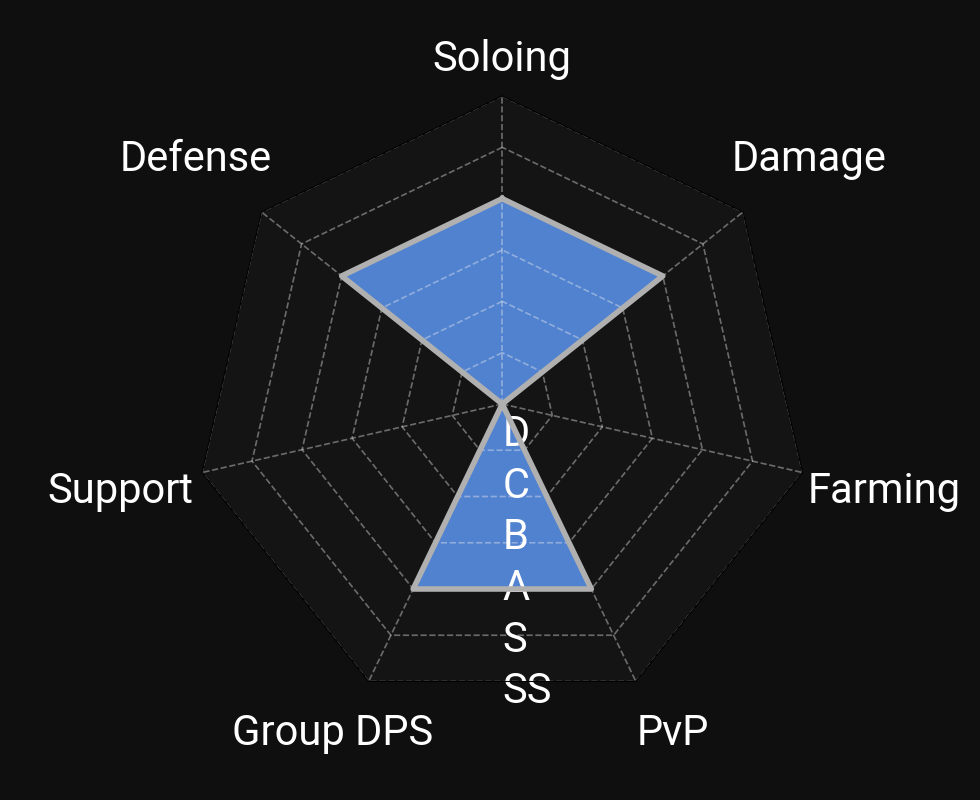 Soloing
Defense
Damage
D
Support
C
Farming
B
A
S
SS
Group DPS
PvP